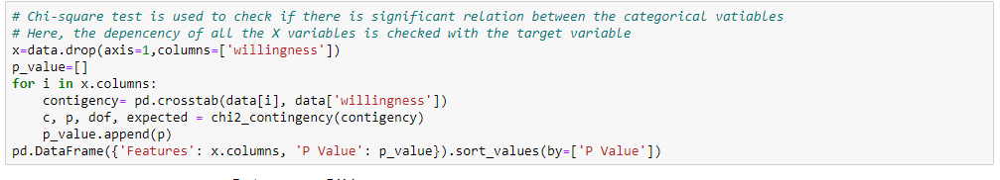 # Chi-square test is used to check if there is significant relation between the categorical vatiables
# Here, the depencency of all the X variables is checked with the target variable
x=data.drop(axis=1,columns=['willingness'])
p_value=[]
for i in x.columns:
    contigency= pd.crosstab(data[i], data['willingness'])
    c, p, dof, expected = chi2_contingency(contigency)
    p_value.append(p)
pd.DataFrame({'Features': x.columns, 'P Value': p_value}).sort_values(by=['P Value'])